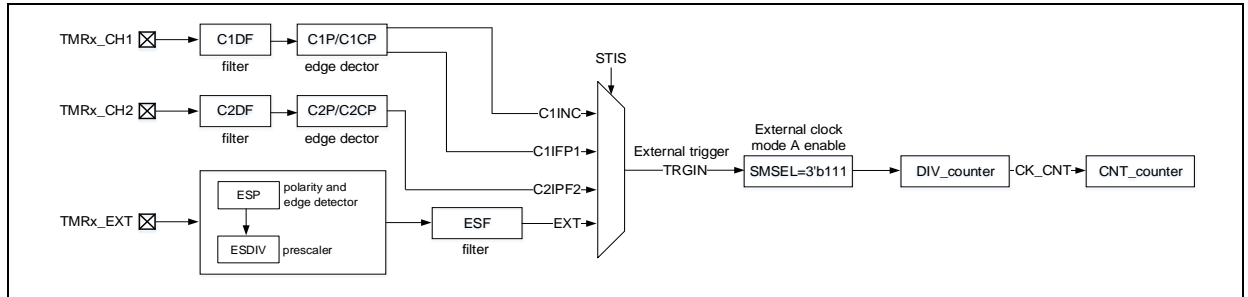 TMRx_CH1
C1DF
filter
C1P/C1CP
edge dector
TMRx_CH2
C2DF
filter
C2P/C2CP
edge dector
TMRx_EXT
ESP
polarity and
edge detector
ESDIV
prescaler
ESF
filter
STIS
C1INC
C1IFP1
C2IPF2
EXT
External trigger
TRGIN
External clock
mode A enable
SMSEL=3'b111
DIV_counter
CK_CNT
CNT_counter